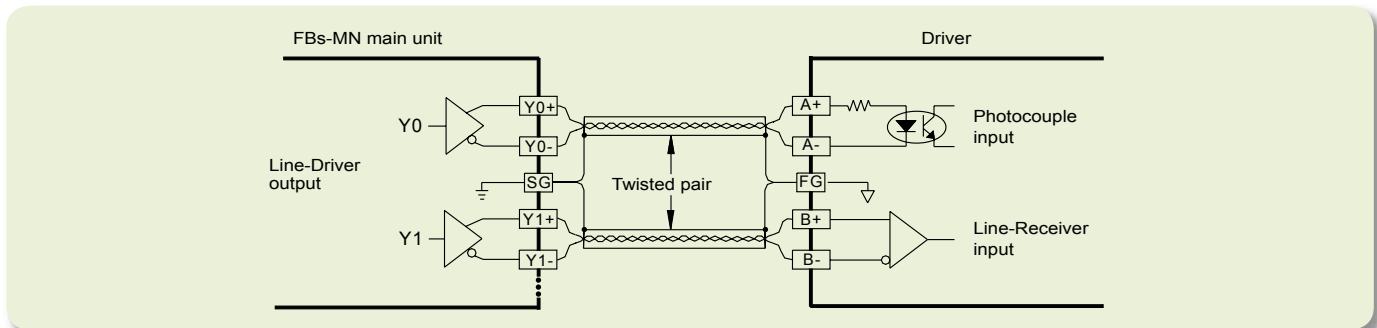 FBs-MN main unit
Driver
Y0
Y0+
Y0-
A+
A-
Photocouple
input
Line-Driver
output
SG
Twisted pair
FG
Y1
Y1+
Y1-
B+
B-
Line-Receiver
input